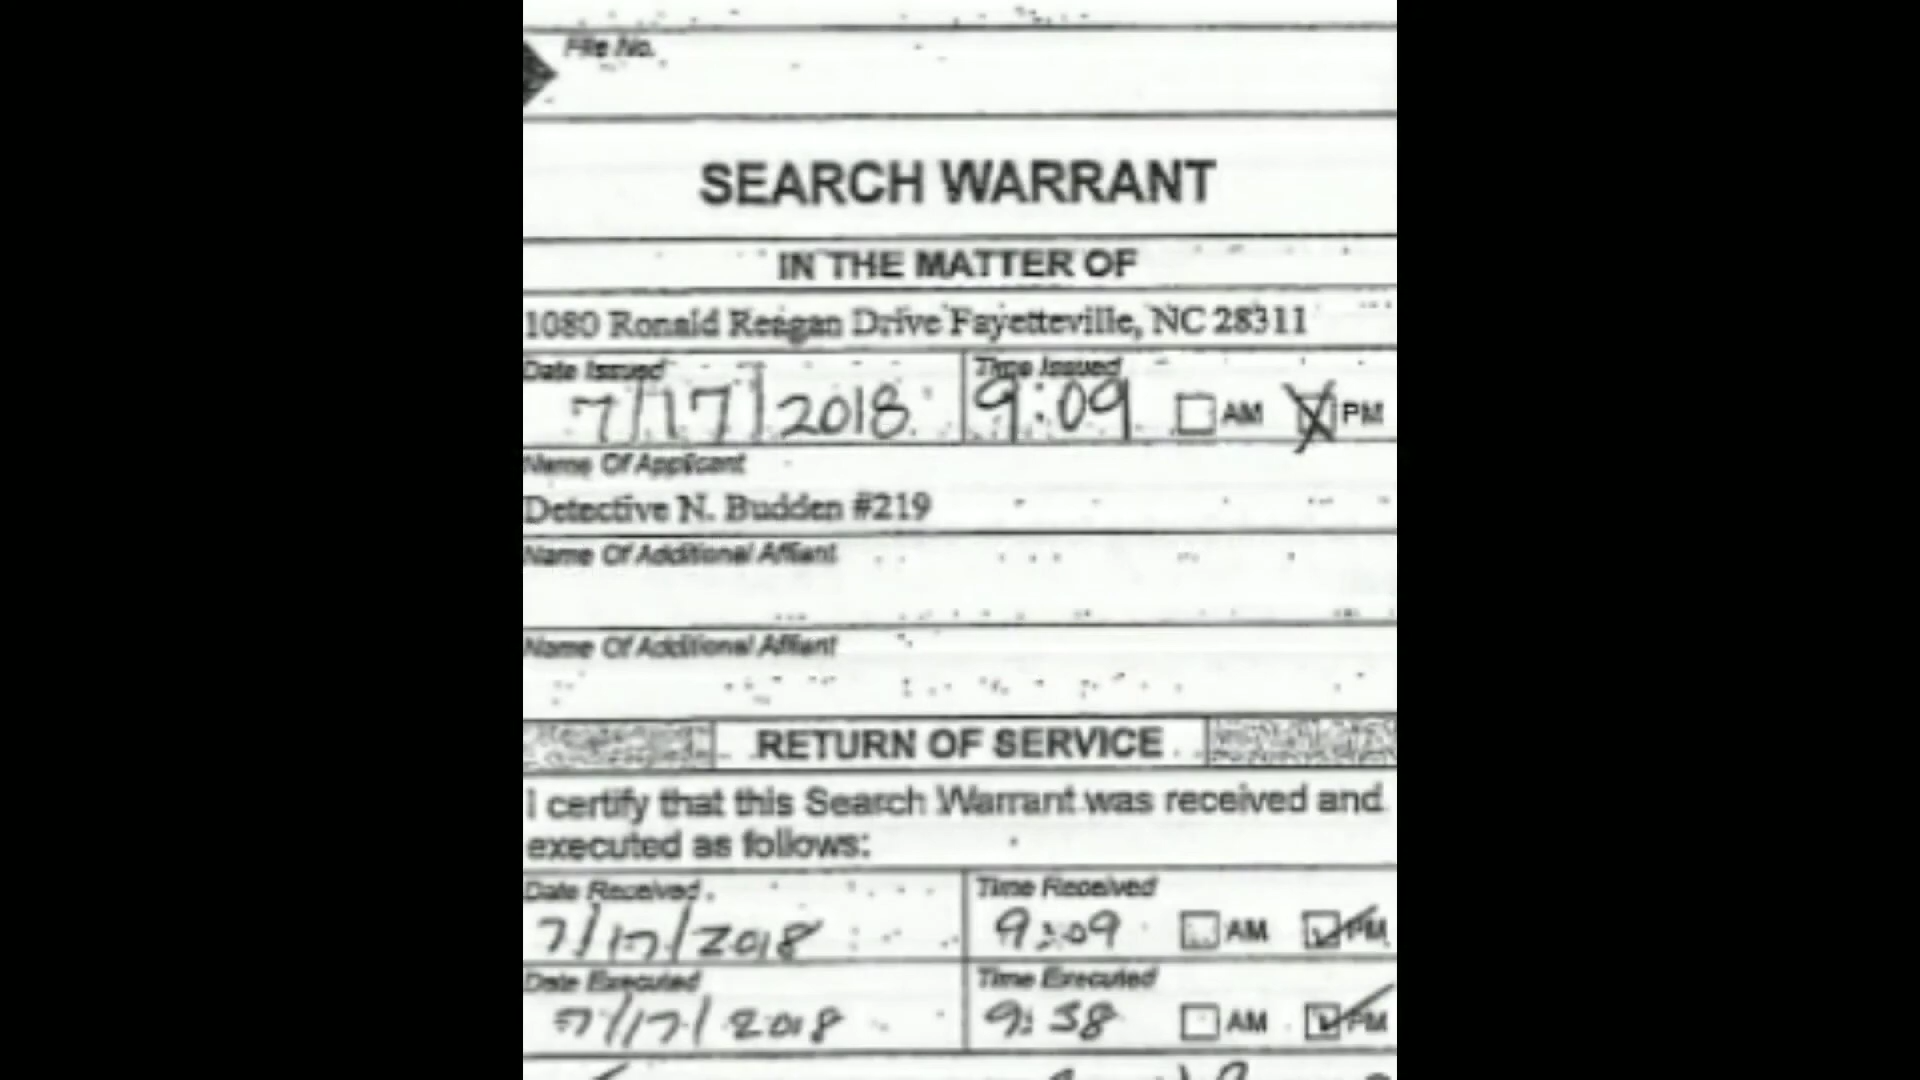 File No.
SEARCH WARRANT
IN THE MATTER OF
1080 Ronald Reagan Drive Fayetteville, NC 28311
Date Issued
7/17/2018
Time Issued
9:09 AM PM
Name Of Applicant
Detective N. Budden #219
Name Of Additional Affiant
Name Of Additional Affiant
RETURN OF SERVICE
I certify that this Search Warrant was received and
executed as follows:
Date Received
7/17/2018
Time Received
9:09 AM PM
Date Executed
7/17/2018
Time Executed
9:38 AM PM